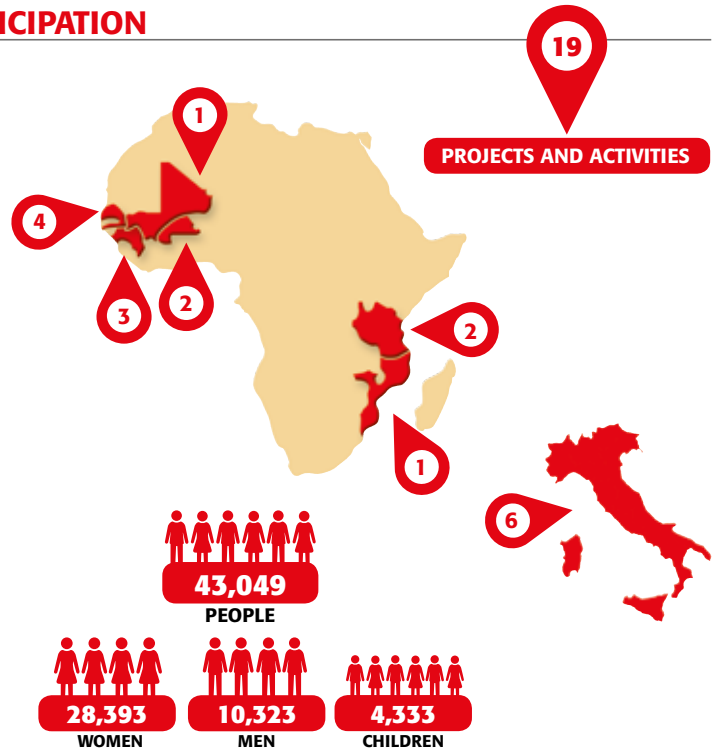 ICIPATION
19
PROJECTS AND ACTIVITIES
1
4
3
2
2
1
6
43,049
PEOPLE
28,393
WOMEN
10,323
MEN
4,333
CHILDREN